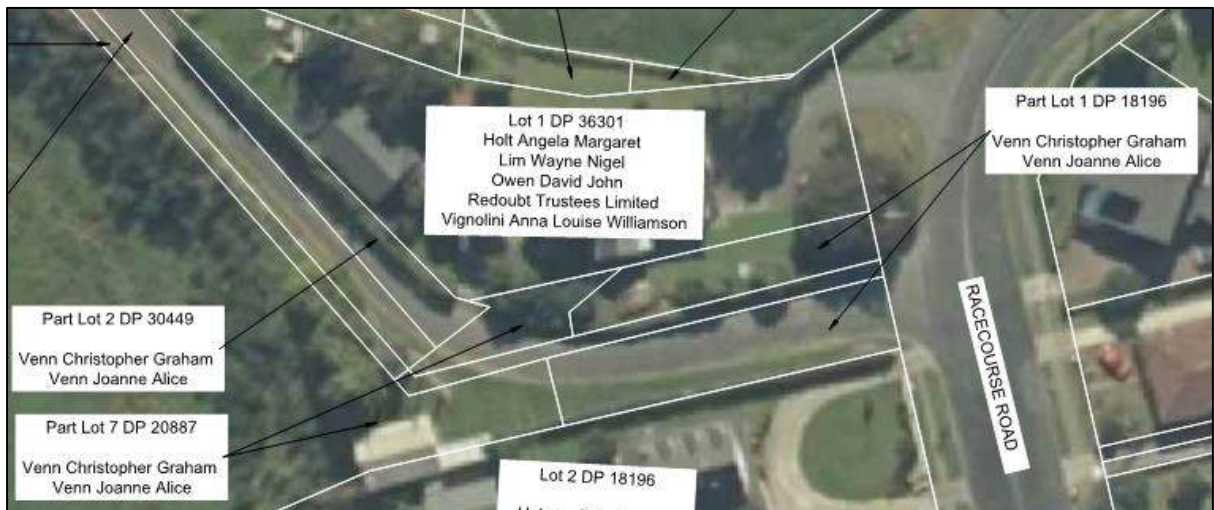 Lot 1 DP 36301
Holt Angela Margaret
Lim Wayne Nigel
Owen David John
Redoubt Trustees Limited
Vignolini Anna Louise Williamson
Part Lot 1 DP 18196
Venn Christopher Graham
Venn Joanne Alice
Part Lot 2 DP 30449
Venn Christopher Graham
Venn Joanne Alice
Part Lot 7 DP 20887
Venn Christopher Graham
Venn Joanne Alice
Lot 2 DP 18196
RACECOURSE ROAD